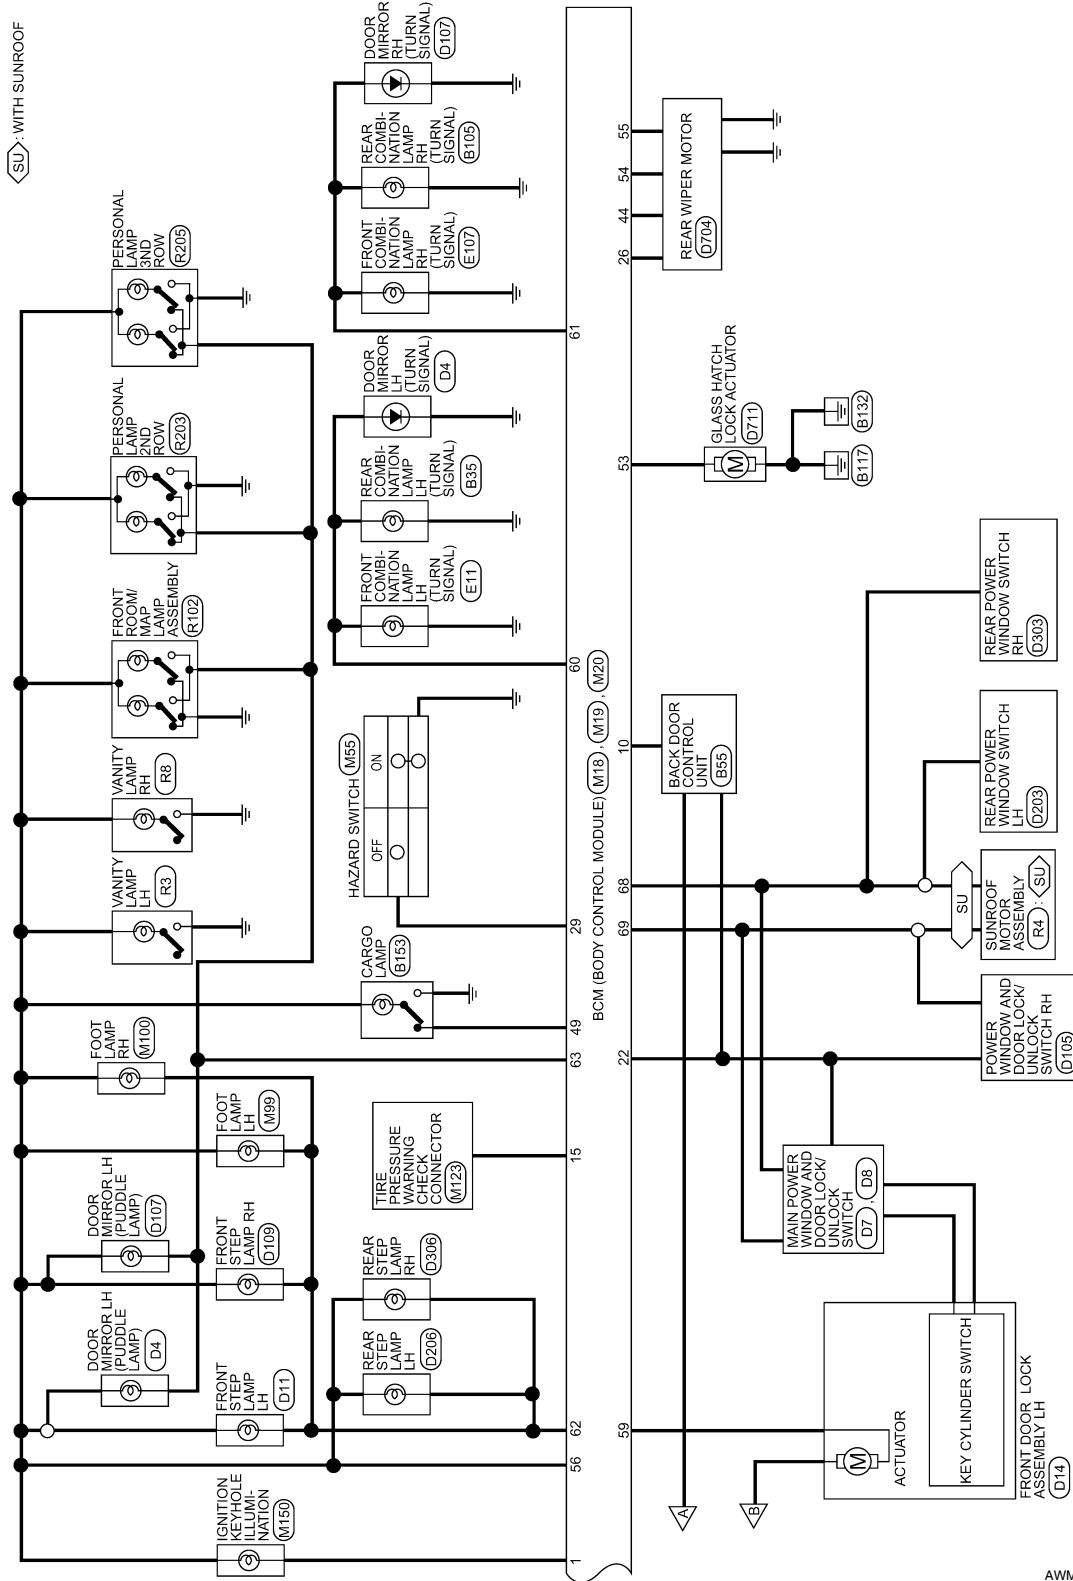 SU : WITH SUNROOF
IGNITION
KEYHOLE
ILLUMI-
NATION
M150
FRONT
STEP
LAMP
LH
D11
DOOR
MIRROR LH
(PUDDLE
LAMP)
D4
FRONT
STEP
LAMP RH
D109
DOOR
MIRROR LH
(PUDDLE
LAMP)
D107
FOOT
LAMP
LH
M99
FOOT
LAMP
RH
M100
VANITY
LAMP
LH
R3
VANITY
LAMP
RH
R8
FRONT
ROOM/
MAP
LAMP
ASSEMBLY
R102
PERSONAL
LAMP
2ND
ROW
R203
PERSONAL
LAMP
3ND
ROW
R205
REAR
STEP
LAMP
LH
D206
REAR
STEP
LAMP
RH
D306
TIRE
PRESSURE
WARNING
CHECK
CONNECTOR
M123
CARGO
LAMP
B153
HAZARD SWITCH M55
OFF
ON
FRONT
COMBI-
NATION
LAMP
LH
(TURN
SIGNAL)
E11
REAR
COMBI-
NATION
LAMP
LH
(TURN
SIGNAL)
B35
DOOR
MIRROR
LH
(TURN
SIGNAL)
D4
FRONT
COMBI-
NATION
LAMP
RH
(TURN
SIGNAL)
E107
REAR
COMBI-
NATION
LAMP
RH
(TURN
SIGNAL)
B105
DOOR
MIRROR
RH
(TURN
SIGNAL)
D107
1
56
62
15
63
49
29
60
61
BCM (BODY CONTROL MODULE) M18 , M19 , M20
59
22
69
68
10
53
26
44
54
55
A
B
M
ACTUATOR
KEY CYLINDER SWITCH
FRONT DOOR LOCK
ASSEMBLY LH
D14
MAIN POWER
WINDOW AND
DOOR LOCK/
UNLOCK
SWITCH
D7 , D8
POWER
WINDOW AND
DOOR LOCK/
UNLOCK
SWITCH RH
D105
SU
SUNROOF
MOTOR
ASSEMBLY
R4 : SU
BACK DOOR
CONTROL
UNIT
B55
REAR POWER
WINDOW SWITCH
LH
D203
REAR POWER
WINDOW SWITCH
RH
D303
GLASS HATCH
LOCK ACTUATOR
D711
M
B117
B132
REAR WIPER MOTOR
D704
AWM